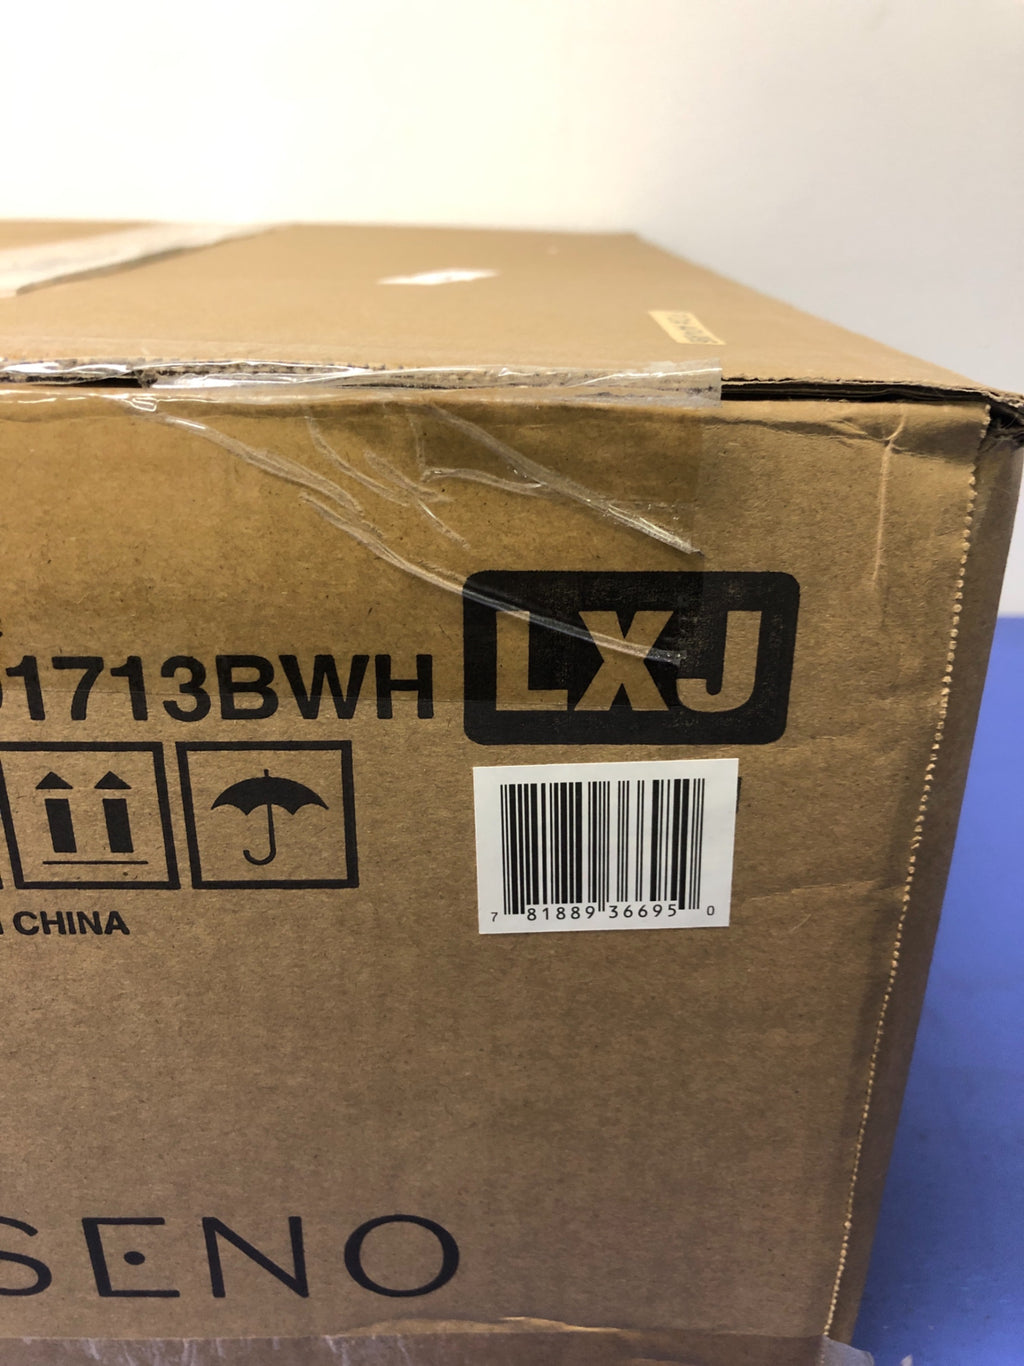 1713BWH
LXJ
7 81889 36695 0
CHINA
SENO